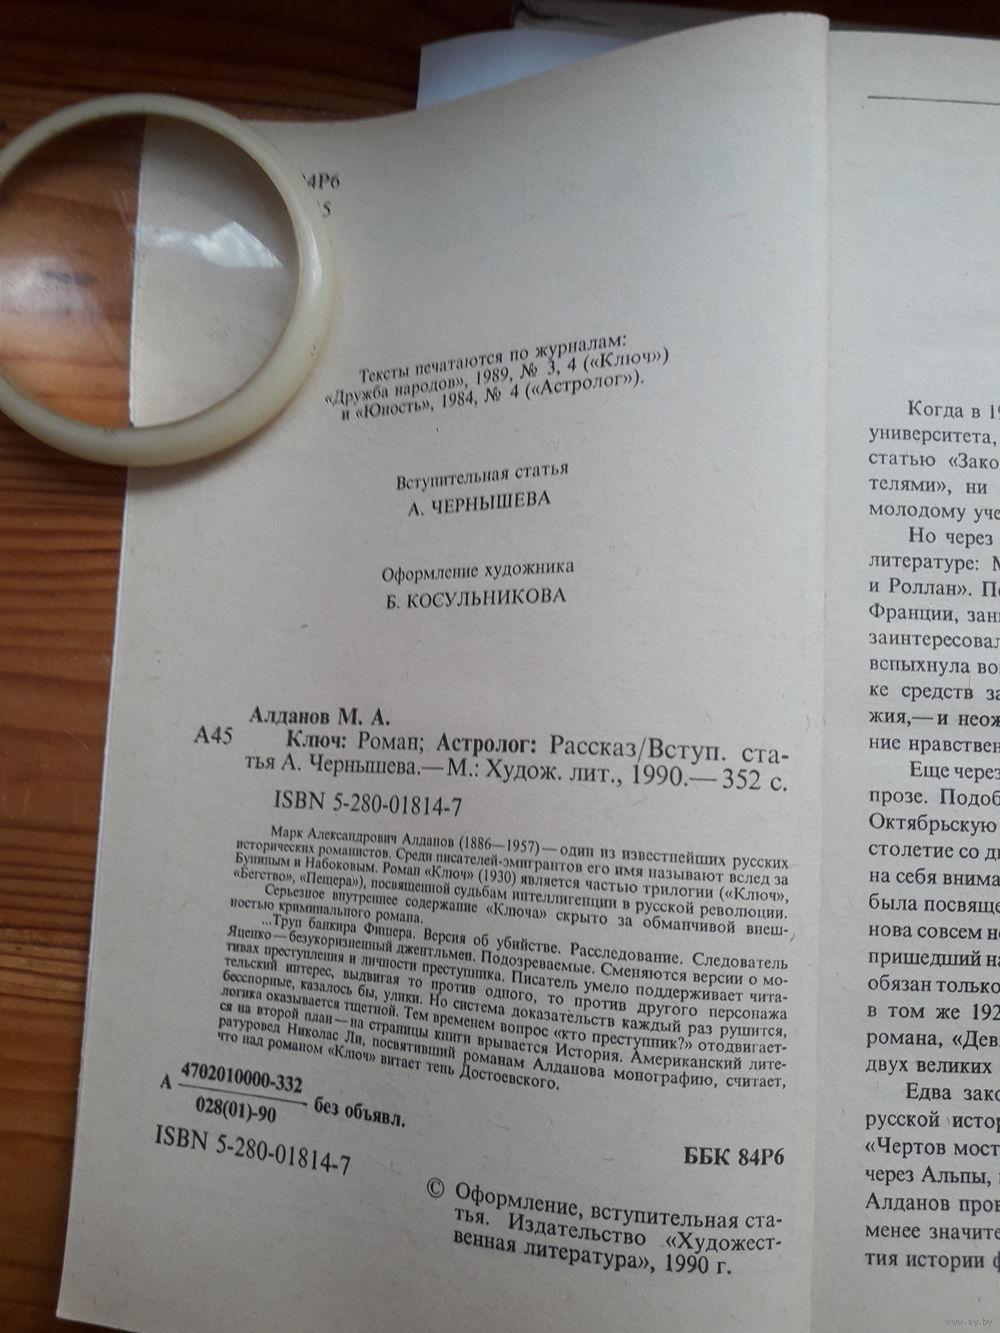 84Р6
Тексты печатаются по журналам:
«Дружба народов», 1989, № 3, 4 («Ключ»)
и «Юность», 1984, № 4 («Астролог»).
Вступительная статья
А. ЧЕРНЫШЕВА
Оформление художника
Б. КОСУЛЬНИКОВА
Алданов М. А.
А45 Ключ: Роман; Астролог: Рассказ/Вступ. ста-
тья А. Чернышева.—М.: Худож. лит., 1990.—352 с.
ISBN 5-280-01814-7
Марк Александрович Алданов (1886—1957)—один из известнейших русских
исторических романистов. Среди писателей-эмигрантов его имя называют вслед за
Буниным и Набоковым. Роман «Ключ» (1930) является частью трилогии («Ключ»,
«Бегство», «Пещера»), посвященной судьбам интеллигенции в русской революции.
Серьезное внутреннее содержание «Ключа» скрыто за обманчивой внеш-
ностью криминального романа.
...Труп банкира Фишера. Версия об убийстве. Расследование. Следователь
Яценко—безукоризненный джентльмен. Подозреваемые. Сменяются версии о мо-
тивах преступления и личности преступника. Писатель умело поддерживает чита-
тельский интерес, выдвигая то против одного, то против другого персонажа
бесспорные, казалось бы, улики. Но система доказательств каждый раз рушится,
логика оказывается тщетной. Тем временем вопрос «кто преступник?» отодвигает-
ся на второй план—на страницы книги врывается История. Американский лите-
ратуровед Николас Ли, посвятивший романам Алданова монографию, считает,
что над романом «Ключ» витает тень Достоевского.
А 4702010000-332
028(01)-90 без объявл.
ISBN 5-280-01814-7
ББК 84Р6
© Оформление, вступительная ста-
тья. Издательство «Художест-
венная литература», 1990 г.
Когда в 19
университета,
статью «Зако
телями», ни
молодому уче
Но через
литературе: М
и Роллан». По
Франции, зани
заинтересовал
вспыхнула во
ке средств за
жия,—и неож
ние нравствен
Еще через
прозе. Подоб
Октябрьскую
столетие со д
на себя внима
была посвяще
нова совсем не
пришедший на
обязан только
в том же 192
романа, «Дев
двух великих
Едва зако
русской истор
«Чертов мост
через Альпы,
Алданов пров
менее значите
тия истории ф
www.ay.by